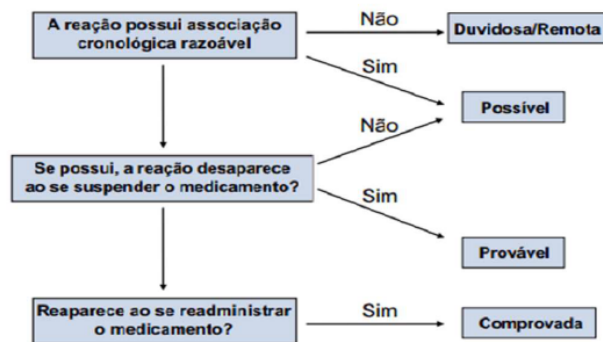 A reação possui associação
cronológica razoável
Não
Duvidosa/Remota
Sim
Possível
Não
Se possui, a reação desaparece
ao se suspender o medicamento?
Sim
Provável
Reaparece ao se readministrar
o medicamento?
Sim
Comprovada